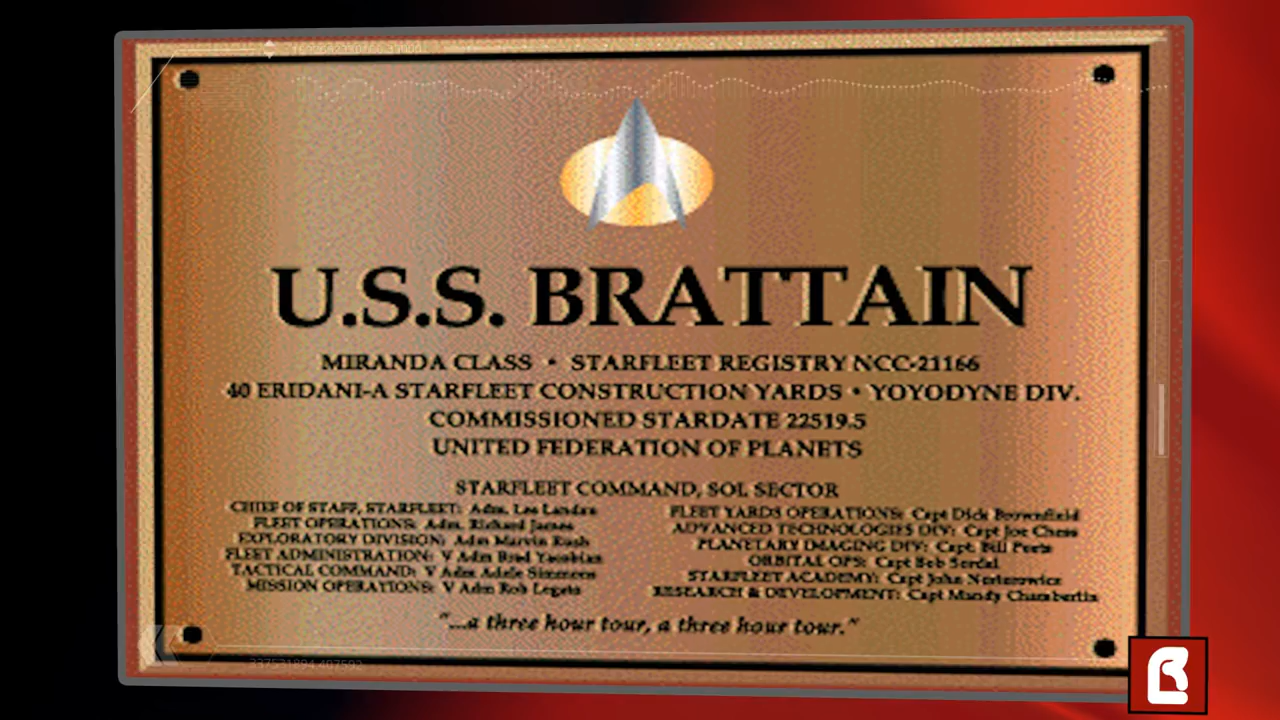 U.S.S. BRATTAIN
MIRANDA CLASS • STARFLEET REGISTRY NCC-21166
40 ERIDANI-A STARFLEET CONSTRUCTION YARDS • YOYODYNE DIV.
COMMISSIONED STARDATE 22519.5
UNITED FEDERATION OF PLANETS
STARFLEET COMMAND, SOL SECTOR
CHIEF OF STAFF, STARFLEET: Adm. Les Landau
FLEET OPERATIONS: Adm. Richard James
EXPLORATORY DIVISION: Adm Marvin Rush
FLEET ADMINISTRATION: V Adm Brad Yacobian
TACTICAL COMMAND: V Adm Adele Simmons
MISSION OPERATIONS: V Adm Rob Legato
FLEET YARDS OPERATIONS: Capt Dick Brownfield
ADVANCED TECHNOLOGIES DIV: Capt Joe Chess
PLANETARY IMAGING DIV: Capt. Bill Peets
ORBITAL OPS: Capt Bob Sordal
STARFLEET ACADEMY: Capt John Nesterowicz
RESEARCH & DEVELOPMENT: Capt Mandy Chamberlin
"...a three hour tour, a three hour tour."
337531894.407592